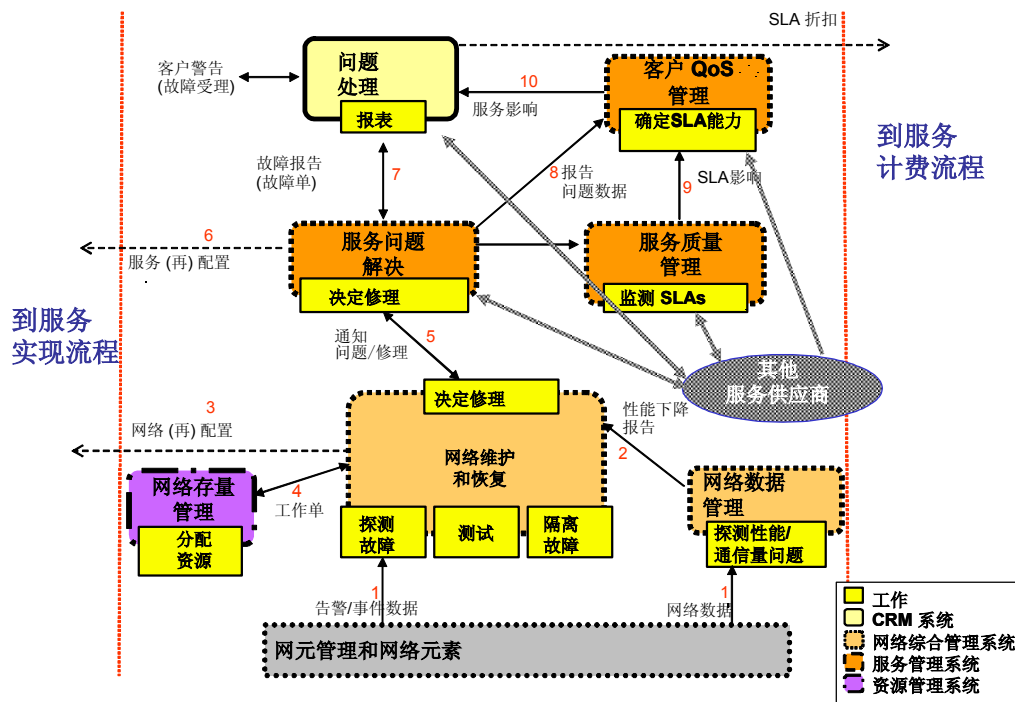 SLA 折扣
客户警告
(故障受理)
问题
处理
报表
10
服务影响
客户 QoS
管理
确定SLA能力
到服务
计费流程
故障报告
(故障单)
7
8
报告
问题数据
9
SLA影响
6
服务 (再) 配置
服务问题
解决
决定修理
服务质量
管理
监测 SLAs
到服务
实现流程
通知
问题/修理
5
其他
服务供应商
决定修理
性能下降
报告
2
3
网络 (再) 配置
网络维护
和恢复
网络存量
管理
分配
资源
4
工作单
网络数据
管理
探测
故障
测试
隔离
故障
探测性能/
通信量问题
1
告警/事件数据
1
网络数据
网元管理和网络元素
工作
CRM 系统
网络综合管理系统
服务管理系统
资源管理系统